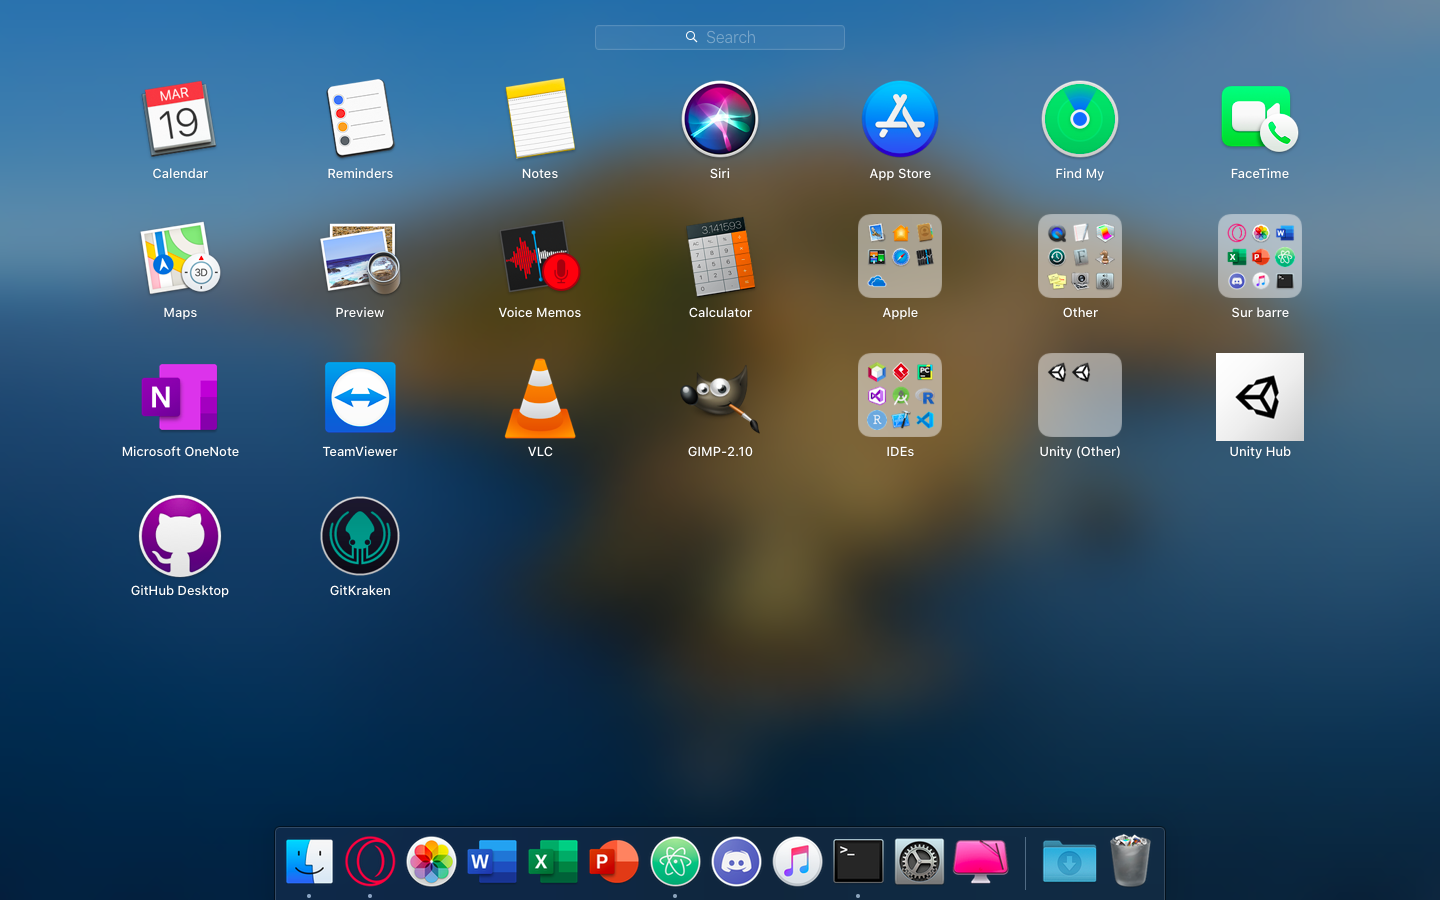 Search
MAR
19
Calendar
Reminders
Notes
Siri
App Store
Find My
FaceTime
3D
Maps
Preview
Voice Memos
3.141593
Calculator
Apple
Other
W
X
P
Sur barre
N
Microsoft OneNote
TeamViewer
VLC
GIMP-2.10
PC
R
R
IDEs
Unity (Other)
Unity Hub
GitHub Desktop
GitKraken
W
X
P
>_